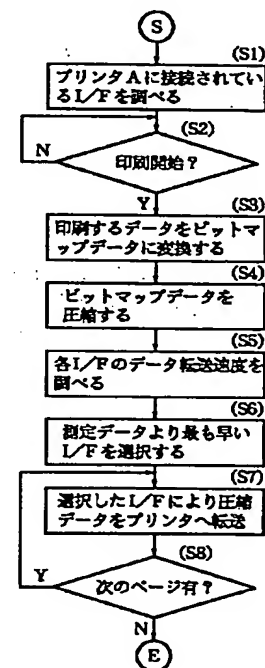 S
(S1)
プリンタAに接続されてい
るI/Fを調べる
(S2)
N
印刷開始？
Y
(S3)
印刷するデータをビット
マップデータに変換する
(S4)
ビットマップデータを
圧縮する
(S5)
各I/Fのデータ転送速度を
調べる
(S6)
測定データより最も早い
I/Fを選択する
(S7)
選択したI/Fにより圧縮
データをプリンタへ転送
(S8)
Y
次のページ有？
N
E